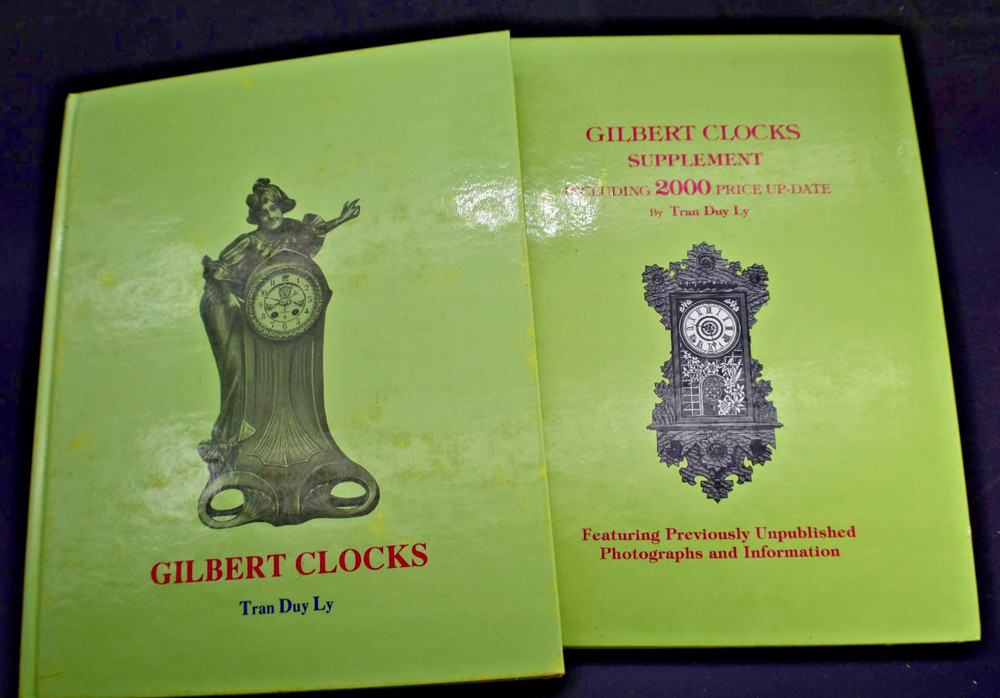 GILBERT CLOCKS
Tran Duy Ly
GILBERT CLOCKS
SUPPLEMENT
INCLUDING 2000 PRICE UP-DATE
By Tran Duy Ly
Featuring Previously Unpublished
Photographs and Information